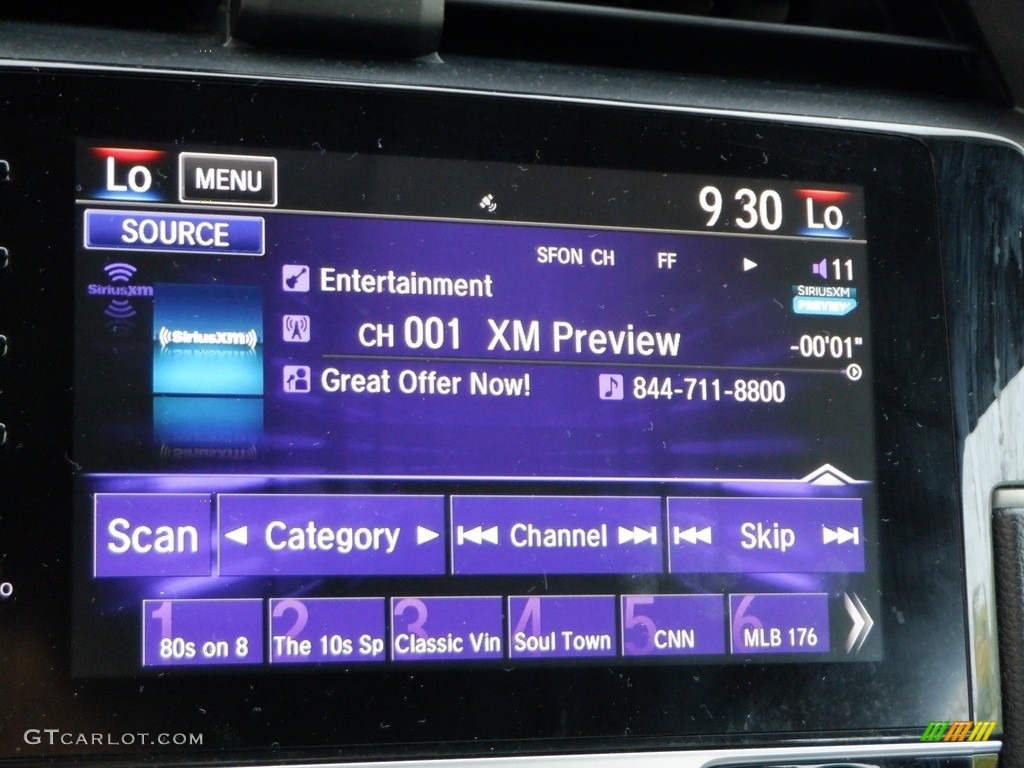 Lo MENU 9 30 Lo
SOURCE
SFON CH FF 11
SiriusXM Entertainment SIRIUSXM
PREVIEW
((SiriusXM)) CH 001 XM Preview -00'01"
Great Offer Now! 844-711-8800
Scan Category Channel Skip
1 80s on 8 2 The 10s Sp 3 Classic Vin 4 Soul Town 5 CNN 6 MLB 176
GTCARLOT.COM